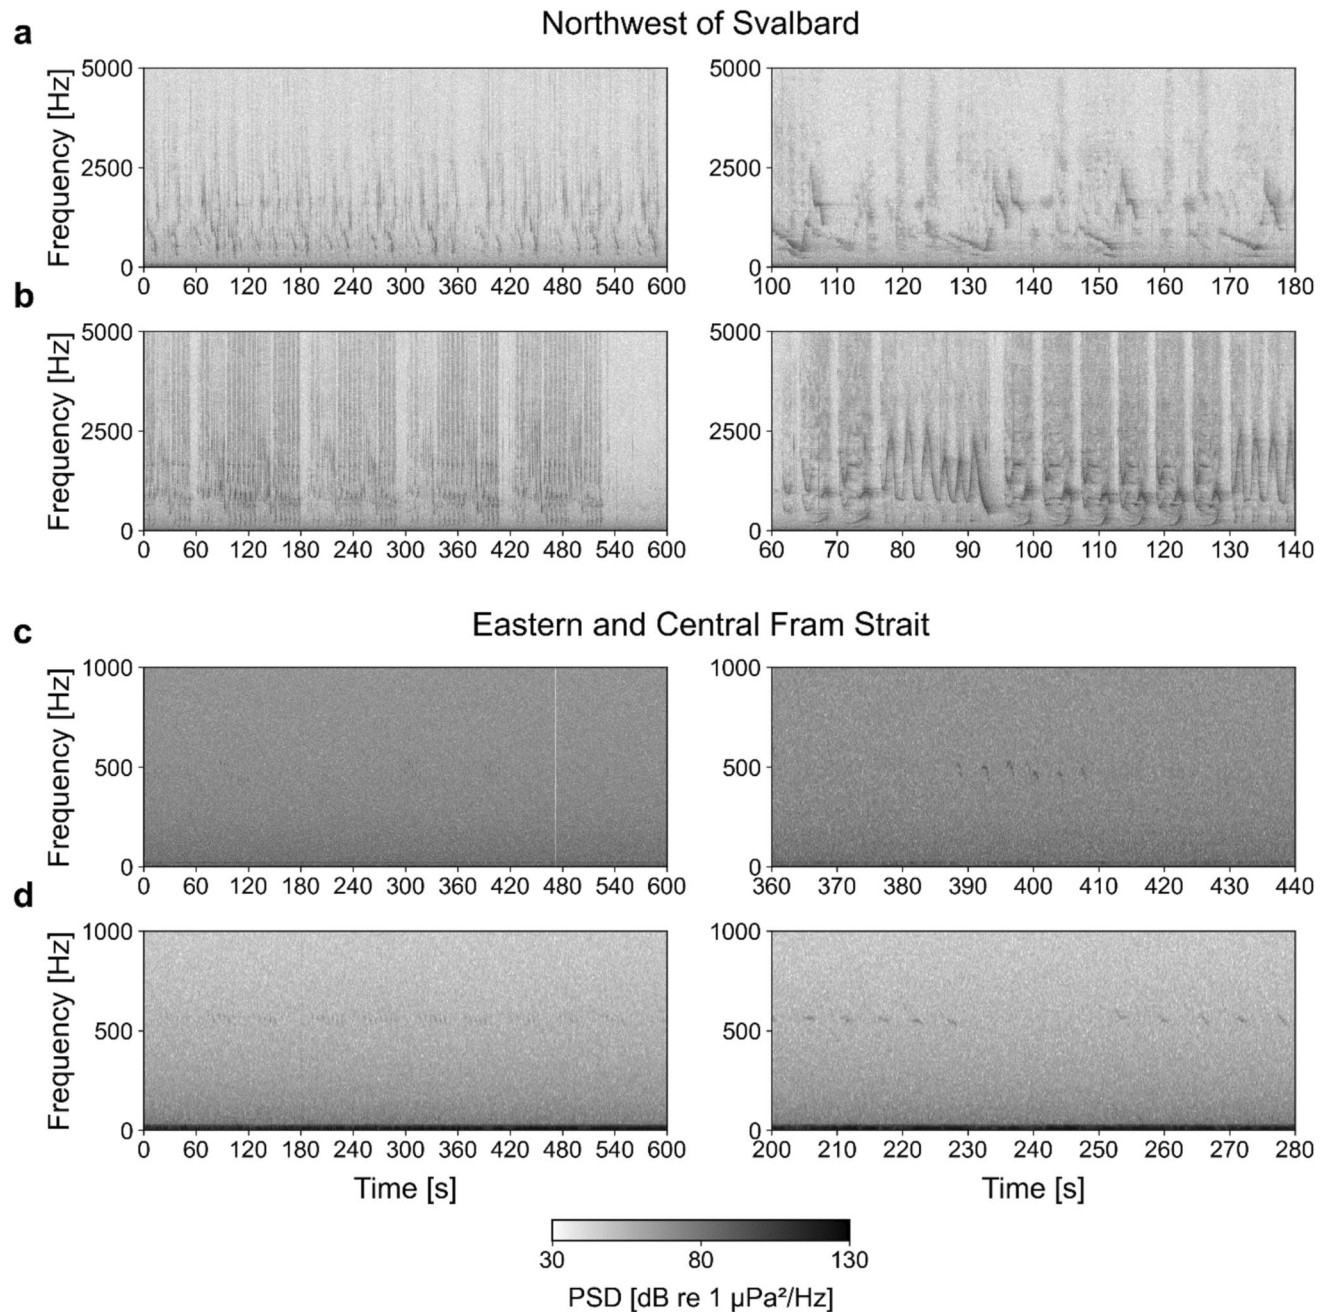 a
Northwest of Svalbard
5000
2500
0
Frequency [Hz]
0 60 120 180 240 300 360 420 480 540 600
5000
2500
0
100 110 120 130 140 150 160 170 180
b
5000
2500
0
Frequency [Hz]
0 60 120 180 240 300 360 420 480 540 600
5000
2500
0
60 70 80 90 100 110 120 130 140
Eastern and Central Fram Strait
c
1000
500
0
Frequency [Hz]
0 60 120 180 240 300 360 420 480 540 600
1000
500
0
360 370 380 390 400 410 420 430 440
d
1000
500
0
Frequency [Hz]
0 60 120 180 240 300 360 420 480 540 600
Time [s]
1000
500
0
200 210 220 230 240 250 260 270 280
Time [s]
30 80 130
PSD [dB re 1 µPa²/Hz]